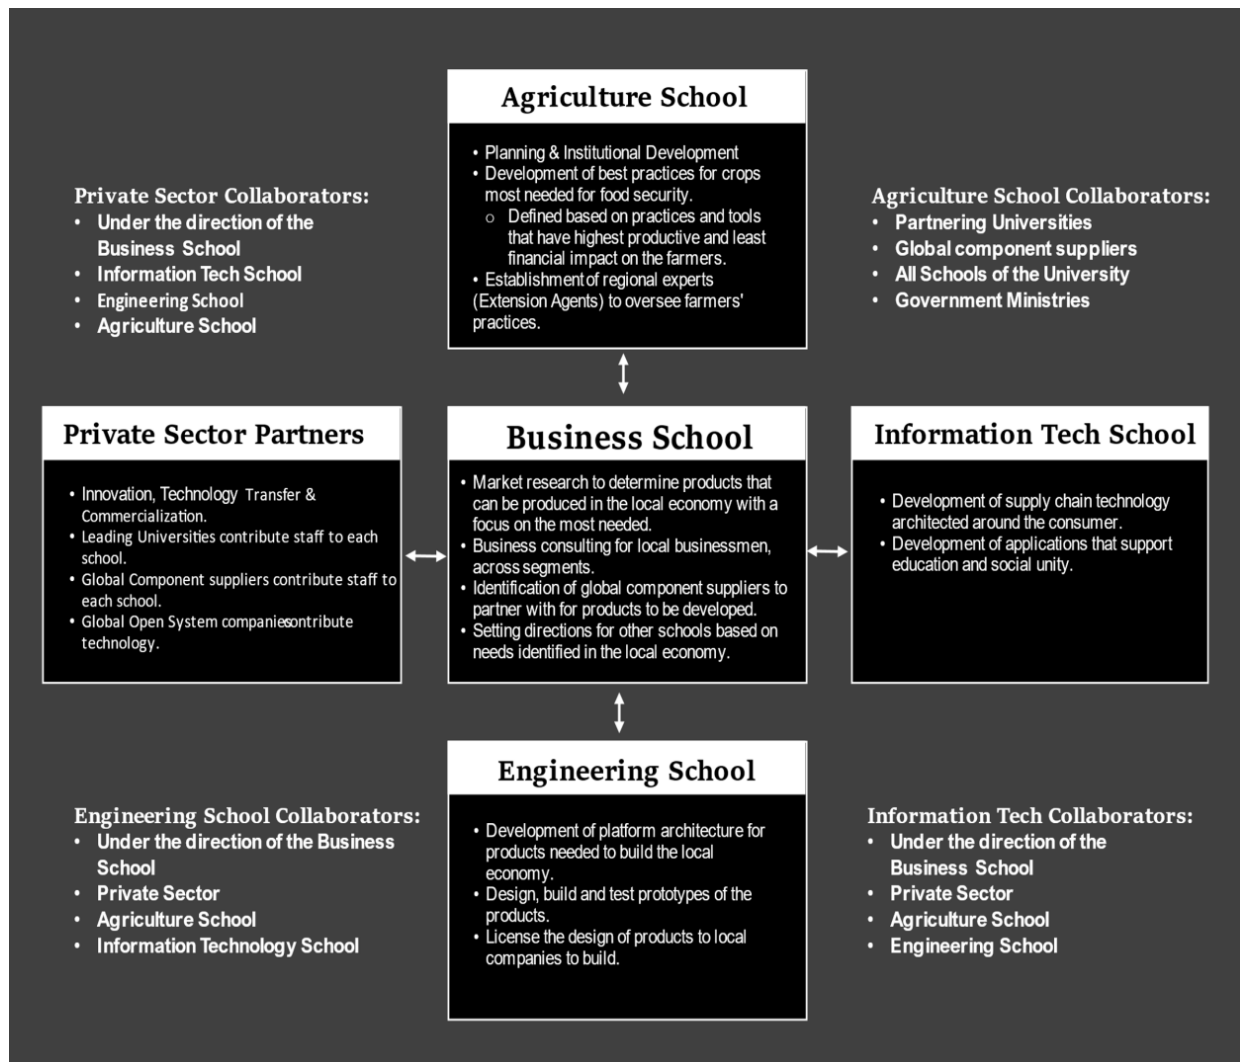 Agriculture School
• Planning & Institutional Development
• Development of best practices for crops
most needed for food security.
o Defined based on practices and tools
that have highest productive and least
financial impact on the farmers.
• Establishment of regional experts
(Extension Agents) to oversee farmers'
practices.
Private Sector Collaborators:
• Under the direction of the
Business School
• Information Tech School
• Engineering School
• Agriculture School
Agriculture School Collaborators:
• Partnering Universities
• Global component suppliers
• All Schools of the University
• Government Ministries
Private Sector Partners
• Innovation, Technology Transfer &
Commercialization.
• Leading Universities contribute staff to each
school.
• Global Component suppliers contribute staff to
each school.
• Global Open System companiescontribute
technology.
Business School
• Market research to determine products that
can be produced in the local economy with a
focus on the most needed.
• Business consulting for local businessmen,
across segments.
• Identification of global component suppliers to
partner with for products to be developed.
• Setting directions for other schools based on
needs identified in the local economy.
Information Tech School
• Development of supply chain technology
architected around the consumer.
• Development of applications that support
education and social unity.
Engineering School
• Development of platform architecture for
products needed to build the local
economy.
• Design, build and test prototypes of the
products.
• License the design of products to local
companies to build.
Engineering School Collaborators:
• Under the direction of the Business
School
• Private Sector
• Agriculture School
• Information Technology School
Information Tech Collaborators:
• Under the direction of the
Business School
• Private Sector
• Agriculture School
• Engineering School